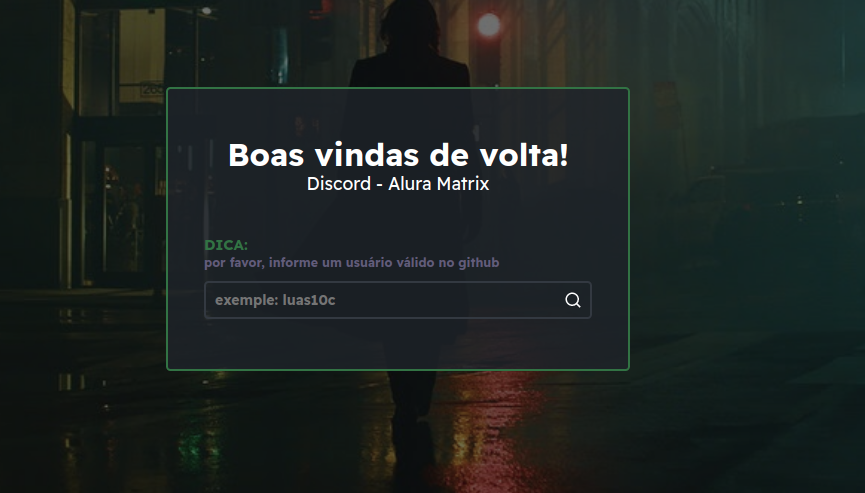 Boas vindas de volta!
Discord - Alura Matrix
DICA:
por favor, informe um usuário válido no github
exemple: luas10c